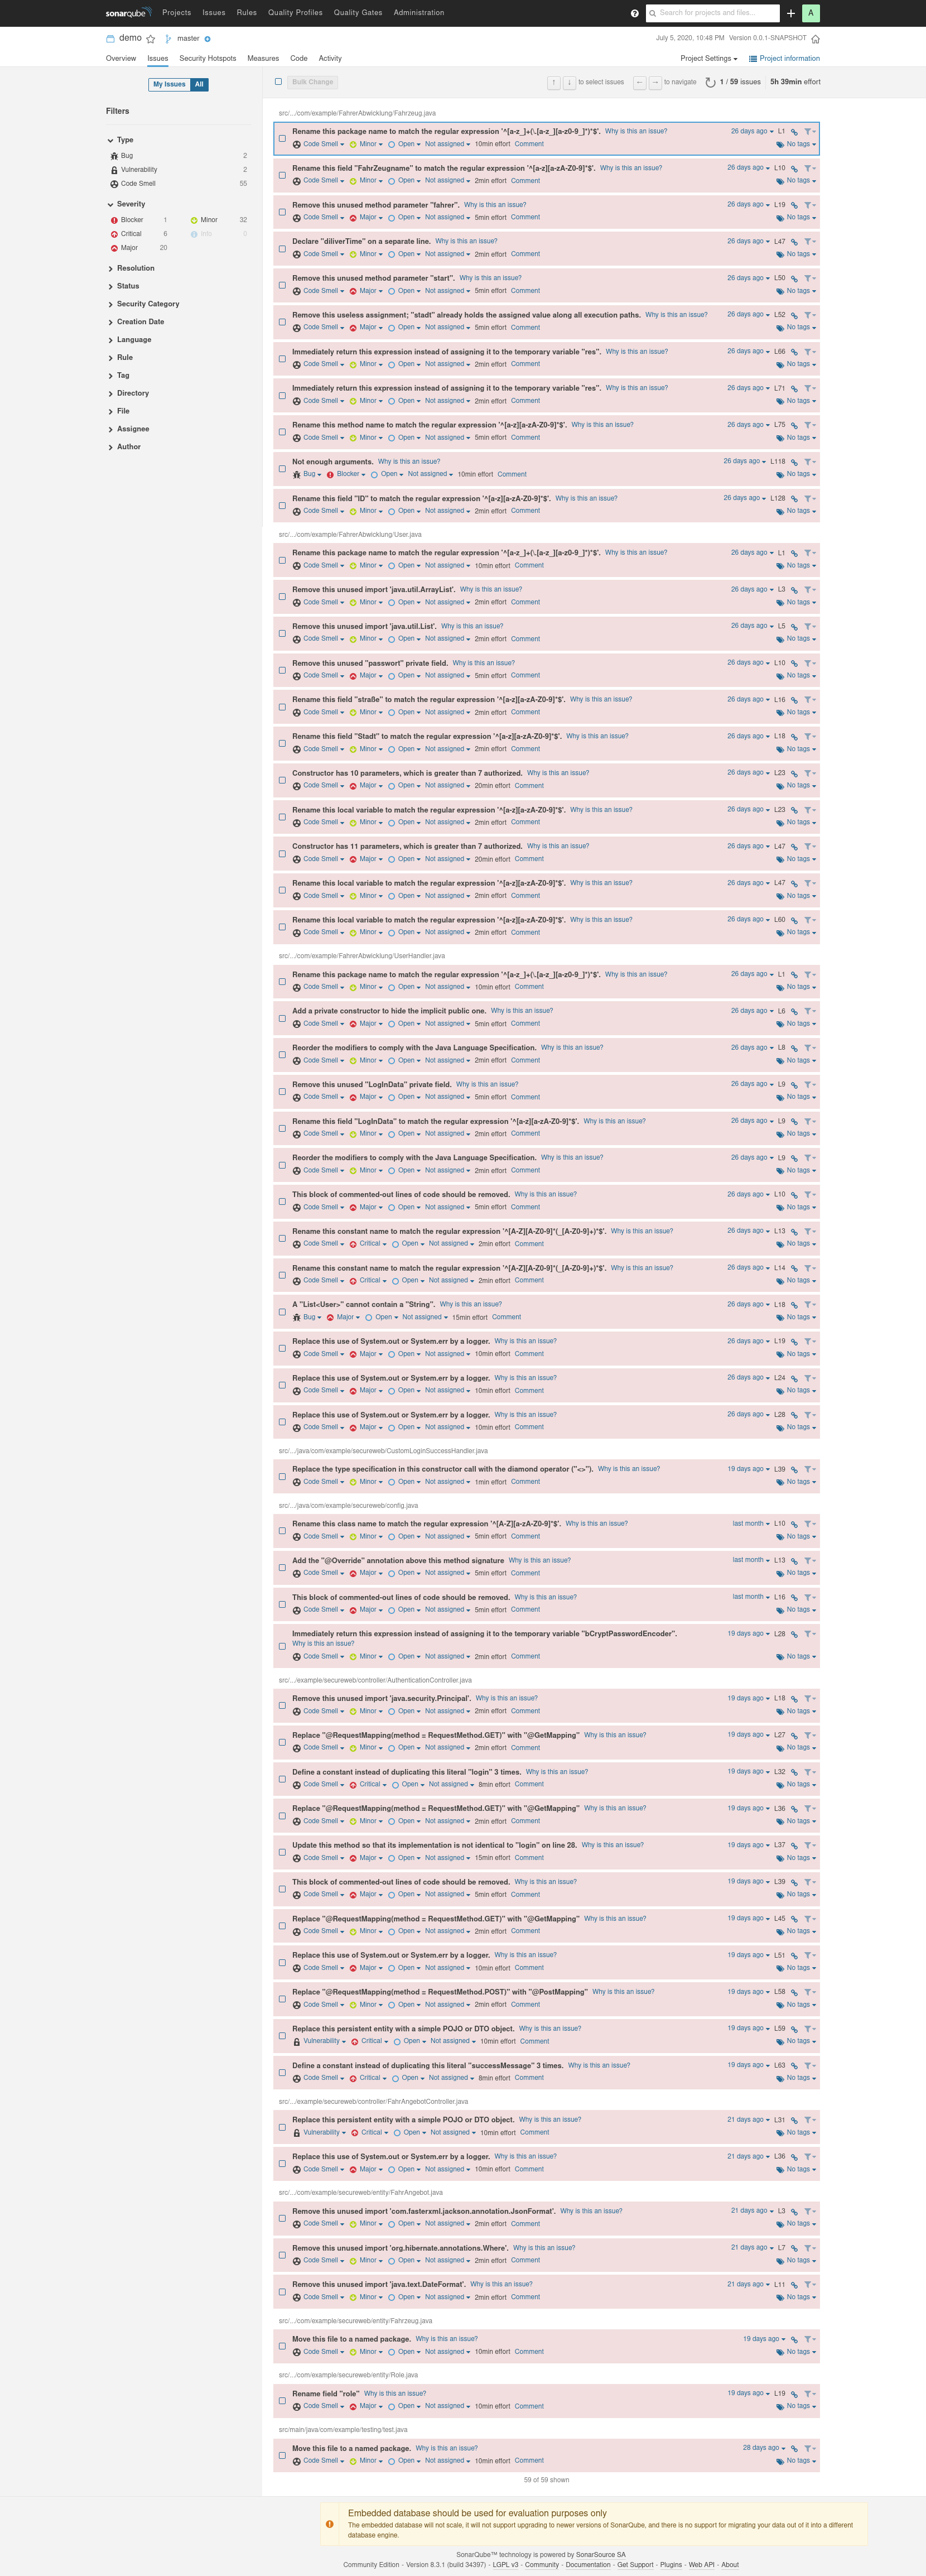 sonarqube Projects Issues Rules Quality Profiles Quality Gates Administration Search for projects and files... A
demo master July 5, 2020, 10:48 PM Version 0.0.1-SNAPSHOT
Overview Issues Security Hotspots Measures Code Activity Project Settings Project information
My Issues All Bulk Change ↑ ↓ to select issues ← → to navigate 1 / 59 issues 5h 39min effort
Filters
Type
Bug 2
Vulnerability 2
Code Smell 55
Severity
Blocker 1 Minor 32
Critical 6 Info 0
Major 20
Resolution
Status
Security Category
Creation Date
Language
Rule
Tag
Directory
File
Assignee
Author
src/.../com/example/FahrerAbwicklung/Fahrzeug.java
Rename this package name to match the regular expression '^[a-z_]+(\.[a-z_][a-z0-9_]*)*$'. Why is this an issue? 26 days ago L1
Code Smell Minor Open Not assigned 10min effort Comment No tags
Rename this field "FahrZeugname" to match the regular expression '^[a-z][a-zA-Z0-9]*$'. Why is this an issue? 26 days ago L10
Code Smell Minor Open Not assigned 2min effort Comment No tags
Remove this unused method parameter "fahrer". Why is this an issue? 26 days ago L19
Code Smell Major Open Not assigned 5min effort Comment No tags
Declare "diliverTime" on a separate line. Why is this an issue? 26 days ago L47
Code Smell Minor Open Not assigned 2min effort Comment No tags
Remove this unused method parameter "start". Why is this an issue? 26 days ago L50
Code Smell Major Open Not assigned 5min effort Comment No tags
Remove this useless assignment; "stadt" already holds the assigned value along all execution paths. Why is this an issue? 26 days ago L52
Code Smell Major Open Not assigned 5min effort Comment No tags
Immediately return this expression instead of assigning it to the temporary variable "res". Why is this an issue? 26 days ago L66
Code Smell Minor Open Not assigned 2min effort Comment No tags
Immediately return this expression instead of assigning it to the temporary variable "res". Why is this an issue? 26 days ago L71
Code Smell Minor Open Not assigned 2min effort Comment No tags
Rename this method name to match the regular expression '^[a-z][a-zA-Z0-9]*$'. Why is this an issue? 26 days ago L75
Code Smell Minor Open Not assigned 5min effort Comment No tags
Not enough arguments. Why is this an issue? 26 days ago L118
Bug Blocker Open Not assigned 10min effort Comment No tags
Rename this field "ID" to match the regular expression '^[a-z][a-zA-Z0-9]*$'. Why is this an issue? 26 days ago L128
Code Smell Minor Open Not assigned 2min effort Comment No tags
src/.../com/example/FahrerAbwicklung/User.java
Rename this package name to match the regular expression '^[a-z_]+(\.[a-z_][a-z0-9_]*)*$'. Why is this an issue? 26 days ago L1
Code Smell Minor Open Not assigned 10min effort Comment No tags
Remove this unused import 'java.util.ArrayList'. Why is this an issue? 26 days ago L3
Code Smell Minor Open Not assigned 2min effort Comment No tags
Remove this unused import 'java.util.List'. Why is this an issue? 26 days ago L5
Code Smell Minor Open Not assigned 2min effort Comment No tags
Remove this unused "passwort" private field. Why is this an issue? 26 days ago L10
Code Smell Major Open Not assigned 5min effort Comment No tags
Rename this field "straße" to match the regular expression '^[a-z][a-zA-Z0-9]*$'. Why is this an issue? 26 days ago L16
Code Smell Minor Open Not assigned 2min effort Comment No tags
Rename this field "Stadt" to match the regular expression '^[a-z][a-zA-Z0-9]*$'. Why is this an issue? 26 days ago L18
Code Smell Minor Open Not assigned 2min effort Comment No tags
Constructor has 10 parameters, which is greater than 7 authorized. Why is this an issue? 26 days ago L23
Code Smell Major Open Not assigned 20min effort Comment No tags
Rename this local variable to match the regular expression '^[a-z][a-zA-Z0-9]*$'. Why is this an issue? 26 days ago L23
Code Smell Minor Open Not assigned 2min effort Comment No tags
Constructor has 11 parameters, which is greater than 7 authorized. Why is this an issue? 26 days ago L47
Code Smell Major Open Not assigned 20min effort Comment No tags
Rename this local variable to match the regular expression '^[a-z][a-zA-Z0-9]*$'. Why is this an issue? 26 days ago L47
Code Smell Minor Open Not assigned 2min effort Comment No tags
Rename this local variable to match the regular expression '^[a-z][a-zA-Z0-9]*$'. Why is this an issue? 26 days ago L60
Code Smell Minor Open Not assigned 2min effort Comment No tags
src/.../com/example/FahrerAbwicklung/UserHandler.java
Rename this package name to match the regular expression '^[a-z_]+(\.[a-z_][a-z0-9_]*)*$'. Why is this an issue? 26 days ago L1
Code Smell Minor Open Not assigned 10min effort Comment No tags
Add a private constructor to hide the implicit public one. Why is this an issue? 26 days ago L6
Code Smell Major Open Not assigned 5min effort Comment No tags
Reorder the modifiers to comply with the Java Language Specification. Why is this an issue? 26 days ago L8
Code Smell Minor Open Not assigned 2min effort Comment No tags
Remove this unused "LogInData" private field. Why is this an issue? 26 days ago L9
Code Smell Major Open Not assigned 5min effort Comment No tags
Rename this field "LogInData" to match the regular expression '^[a-z][a-zA-Z0-9]*$'. Why is this an issue? 26 days ago L9
Code Smell Minor Open Not assigned 2min effort Comment No tags
Reorder the modifiers to comply with the Java Language Specification. Why is this an issue? 26 days ago L9
Code Smell Minor Open Not assigned 2min effort Comment No tags
This block of commented-out lines of code should be removed. Why is this an issue? 26 days ago L10
Code Smell Major Open Not assigned 5min effort Comment No tags
Rename this constant name to match the regular expression '^[A-Z][A-Z0-9]*(_[A-Z0-9]+)*$'. Why is this an issue? 26 days ago L13
Code Smell Critical Open Not assigned 2min effort Comment No tags
Rename this constant name to match the regular expression '^[A-Z][A-Z0-9]*(_[A-Z0-9]+)*$'. Why is this an issue? 26 days ago L14
Code Smell Critical Open Not assigned 2min effort Comment No tags
A "List<User>" cannot contain a "String". Why is this an issue? 26 days ago L18
Bug Major Open Not assigned 15min effort Comment No tags
Replace this use of System.out or System.err by a logger. Why is this an issue? 26 days ago L19
Code Smell Major Open Not assigned 10min effort Comment No tags
Replace this use of System.out or System.err by a logger. Why is this an issue? 26 days ago L24
Code Smell Major Open Not assigned 10min effort Comment No tags
Replace this use of System.out or System.err by a logger. Why is this an issue? 26 days ago L28
Code Smell Major Open Not assigned 10min effort Comment No tags
src/.../java/com/example/secureweb/CustomLoginSuccessHandler.java
Replace the type specification in this constructor call with the diamond operator ("<>"). Why is this an issue? 19 days ago L39
Code Smell Minor Open Not assigned 1min effort Comment No tags
src/.../java/com/example/secureweb/config.java
Rename this class name to match the regular expression '^[A-Z][a-zA-Z0-9]*$'. Why is this an issue? last month L10
Code Smell Minor Open Not assigned 5min effort Comment No tags
Add the "@Override" annotation above this method signature Why is this an issue? last month L13
Code Smell Major Open Not assigned 5min effort Comment No tags
This block of commented-out lines of code should be removed. Why is this an issue? last month L16
Code Smell Major Open Not assigned 5min effort Comment No tags
Immediately return this expression instead of assigning it to the temporary variable "bCryptPasswordEncoder". 19 days ago L28
Why is this an issue?
Code Smell Minor Open Not assigned 2min effort Comment No tags
src/.../example/secureweb/controller/AuthenticationController.java
Remove this unused import 'java.security.Principal'. Why is this an issue? 19 days ago L18
Code Smell Minor Open Not assigned 2min effort Comment No tags
Replace "@RequestMapping(method = RequestMethod.GET)" with "@GetMapping" Why is this an issue? 19 days ago L27
Code Smell Minor Open Not assigned 2min effort Comment No tags
Define a constant instead of duplicating this literal "login" 3 times. Why is this an issue? 19 days ago L32
Code Smell Critical Open Not assigned 8min effort Comment No tags
Replace "@RequestMapping(method = RequestMethod.GET)" with "@GetMapping" Why is this an issue? 19 days ago L36
Code Smell Minor Open Not assigned 2min effort Comment No tags
Update this method so that its implementation is not identical to "login" on line 28. Why is this an issue? 19 days ago L37
Code Smell Major Open Not assigned 15min effort Comment No tags
This block of commented-out lines of code should be removed. Why is this an issue? 19 days ago L39
Code Smell Major Open Not assigned 5min effort Comment No tags
Replace "@RequestMapping(method = RequestMethod.GET)" with "@GetMapping" Why is this an issue? 19 days ago L45
Code Smell Minor Open Not assigned 2min effort Comment No tags
Replace this use of System.out or System.err by a logger. Why is this an issue? 19 days ago L51
Code Smell Major Open Not assigned 10min effort Comment No tags
Replace "@RequestMapping(method = RequestMethod.POST)" with "@PostMapping" Why is this an issue? 19 days ago L58
Code Smell Minor Open Not assigned 2min effort Comment No tags
Replace this persistent entity with a simple POJO or DTO object. Why is this an issue? 19 days ago L59
Vulnerability Critical Open Not assigned 10min effort Comment No tags
Define a constant instead of duplicating this literal "successMessage" 3 times. Why is this an issue? 19 days ago L63
Code Smell Critical Open Not assigned 8min effort Comment No tags
src/.../example/secureweb/controller/FahrAngebotController.java
Replace this persistent entity with a simple POJO or DTO object. Why is this an issue? 21 days ago L31
Vulnerability Critical Open Not assigned 10min effort Comment No tags
Replace this use of System.out or System.err by a logger. Why is this an issue? 21 days ago L36
Code Smell Major Open Not assigned 10min effort Comment No tags
src/.../com/example/secureweb/entity/FahrAngebot.java
Remove this unused import 'com.fasterxml.jackson.annotation.JsonFormat'. Why is this an issue? 21 days ago L3
Code Smell Minor Open Not assigned 2min effort Comment No tags
Remove this unused import 'org.hibernate.annotations.Where'. Why is this an issue? 21 days ago L7
Code Smell Minor Open Not assigned 2min effort Comment No tags
Remove this unused import 'java.text.DateFormat'. Why is this an issue? 21 days ago L11
Code Smell Minor Open Not assigned 2min effort Comment No tags
src/.../com/example/secureweb/entity/Fahrzeug.java
Move this file to a named package. Why is this an issue? 19 days ago
Code Smell Minor Open Not assigned 10min effort Comment No tags
src/.../com/example/secureweb/entity/Role.java
Rename field "role" Why is this an issue? 19 days ago L19
Code Smell Major Open Not assigned 10min effort Comment No tags
src/main/java/com/example/testing/test.java
Move this file to a named package. Why is this an issue? 28 days ago
Code Smell Minor Open Not assigned 10min effort Comment No tags
59 of 59 shown
Embedded database should be used for evaluation purposes only
The embedded database will not scale, it will not support upgrading to newer versions of SonarQube, and there is no support for migrating your data out of it into a different
database engine.
SonarQube™ technology is powered by SonarSource SA
Community Edition - Version 8.3.1 (build 34397) - LGPL v3 - Community - Documentation - Get Support - Plugins - Web API - About